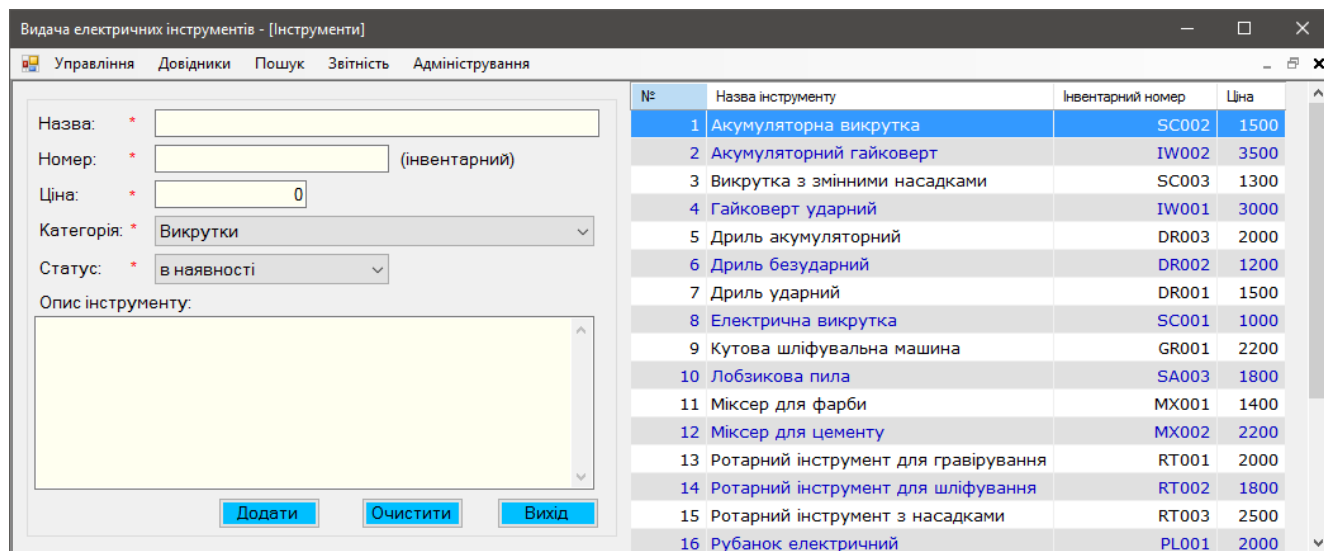 Видача електричних інструментів - [Інструменти]
Управління Довідники Пошук Звітність Адміністрування
Назва: *
Номер: * (інвентарний)
Ціна: * 0
Категорія: * Викрутки
Статус: * в наявності
Опис інструменту:
Додати Очистити Вихід
№ Назва інструменту Інвентарний номер Ціна
1 Акумуляторна викрутка SC002 1500
2 Акумуляторний гайковерт IW002 3500
3 Викрутка з змінними насадками SC003 1300
4 Гайковерт ударний IW001 3000
5 Дриль акумуляторний DR003 2000
6 Дриль безударний DR002 1200
7 Дриль ударний DR001 1500
8 Електрична викрутка SC001 1000
9 Кутова шліфувальна машина GR001 2200
10 Лобзикова пила SA003 1800
11 Міксер для фарби MX001 1400
12 Міксер для цементу MX002 2200
13 Ротарний інструмент для гравірування RT001 2000
14 Ротарний інструмент для шліфування RT002 1800
15 Ротарний інструмент з насадками RT003 2500
16 Рубанок електричний PL001 2000